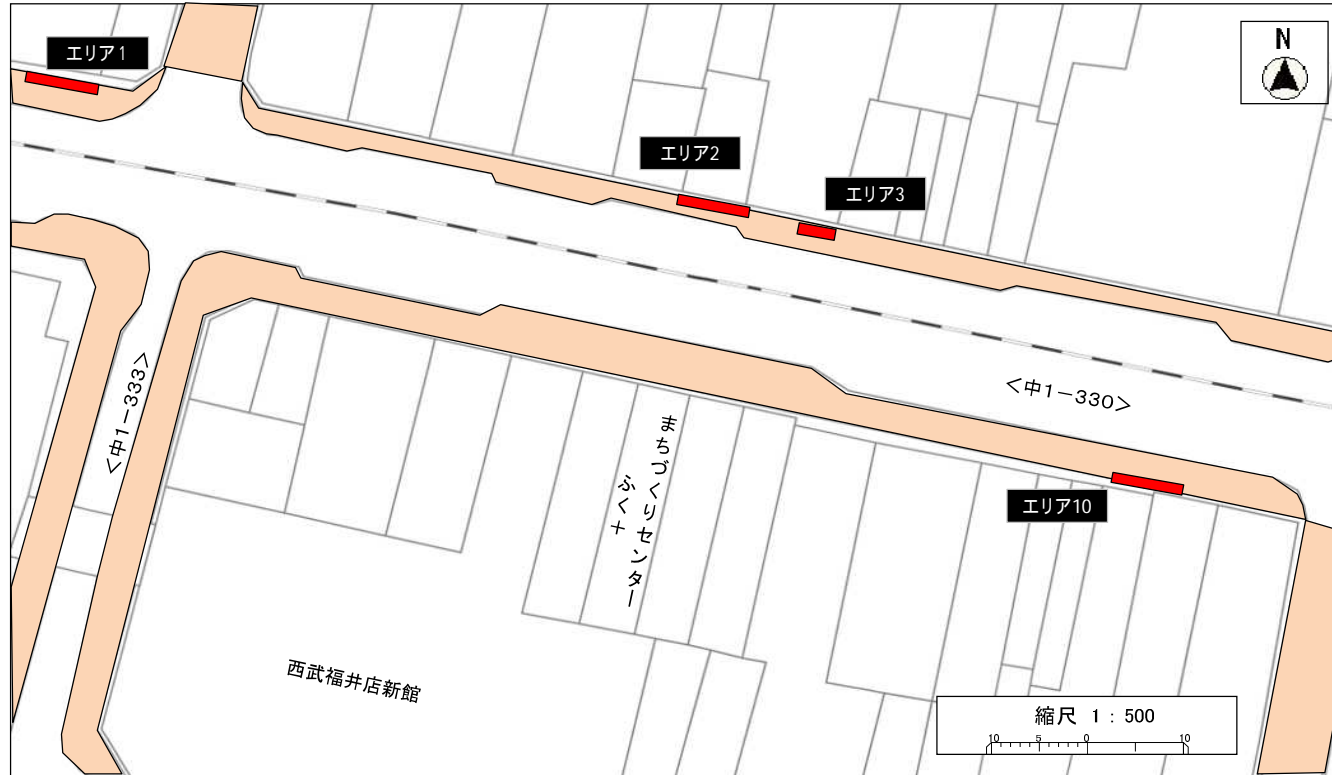 エリア1
N
エリア2
エリア3
<中1-333>
<中1-330>
まちづくりセンター
ふく+
エリア10
西武福井店新館
縮尺 1:500
10 5 0 10